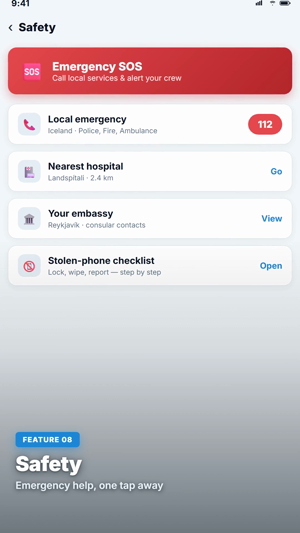 9:41
‹ Safety
SOS
Emergency SOS
Call local services & alert your crew
Local emergency
Iceland · Police, Fire, Ambulance
112
Nearest hospital
Landspítali · 2.4 km
Go
Your embassy
Reykjavík · consular contacts
View
Stolen-phone checklist
Lock, wipe, report — step by step
Open
FEATURE 08
Safety
Emergency help, one tap away